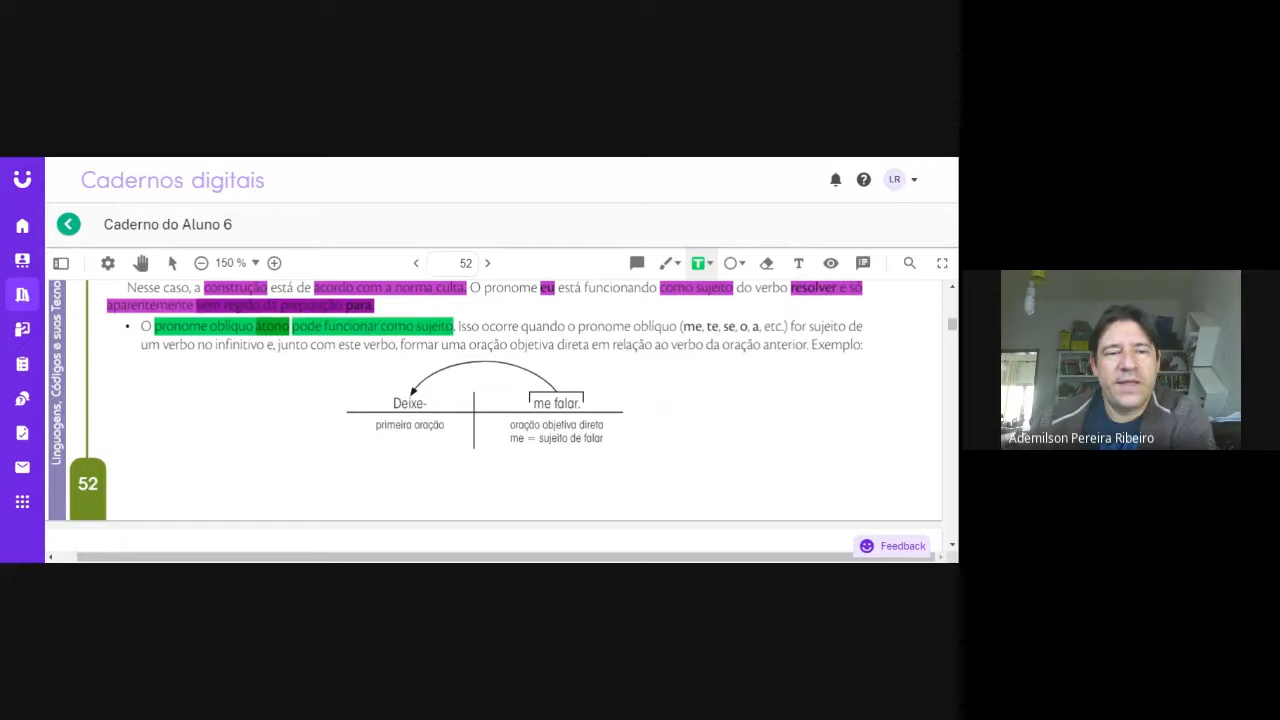 Cadernos digitais
LR
Caderno do Aluno 6
150 %
52
T
T
Nesse caso, a construção está de acordo com a norma culta. O pronome eu está funcionando como sujeito do verbo resolver e só
aparentemente vem regido da preposição para.
• O pronome oblíquo átono pode funcionar como sujeito. Isso ocorre quando o pronome oblíquo (me, te, se, o, a, etc.) for sujeito de
um verbo no infinitivo e, junto com este verbo, formar uma oração objetiva direta em relação ao verbo da oração anterior. Exemplo:
Deixe-
me falar.
primeira oração
oração objetiva direta
me = sujeito de falar
Linguagens, Códigos e suas Tecno
52
Feedback
Ademilson Pereira Ribeiro